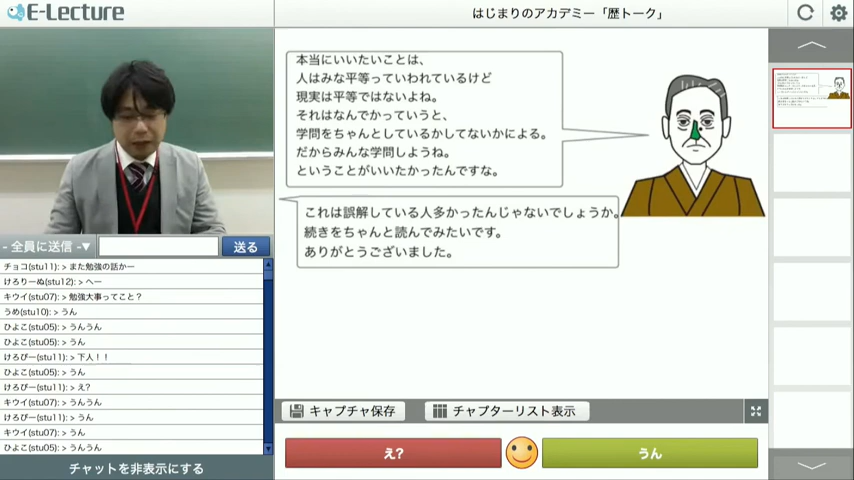 E-Lecture
はじまりのアカデミー「歴トーク」
本当にいいたいことは、
人はみな平等っていわれているけど
現実は平等ではないよね。
それはなんでかっていうと、
学問をちゃんとしているかしてないかによる。
だからみんな学問しようね。
ということがいいたかったんですな。
これは誤解している人多かったんじゃないでしょうか。
続きをちゃんと読んでみたいです。
ありがとうございました。
- 全員に送信 -▼
送る
チョコ(stu11): > また勉強の話かー
けろりーぬ(stu12): > へー
キウイ(stu07): > 勉強大事ってこと？
うめ(stu10): > うん
ひよこ(stu05): > うんうん
ひよこ(stu05): > うん
けろぴー(stu11): > 下人！！
ひよこ(stu05): > うん
けろぴー(stu11): > え?
キウイ(stu07): > うんうん
けろぴー(stu11): > うん
キウイ(stu07): > うん
ひよこ(stu05): > うんうん
チャットを非表示にする
キャプチャ保存
チャプターリスト表示
え?
うん